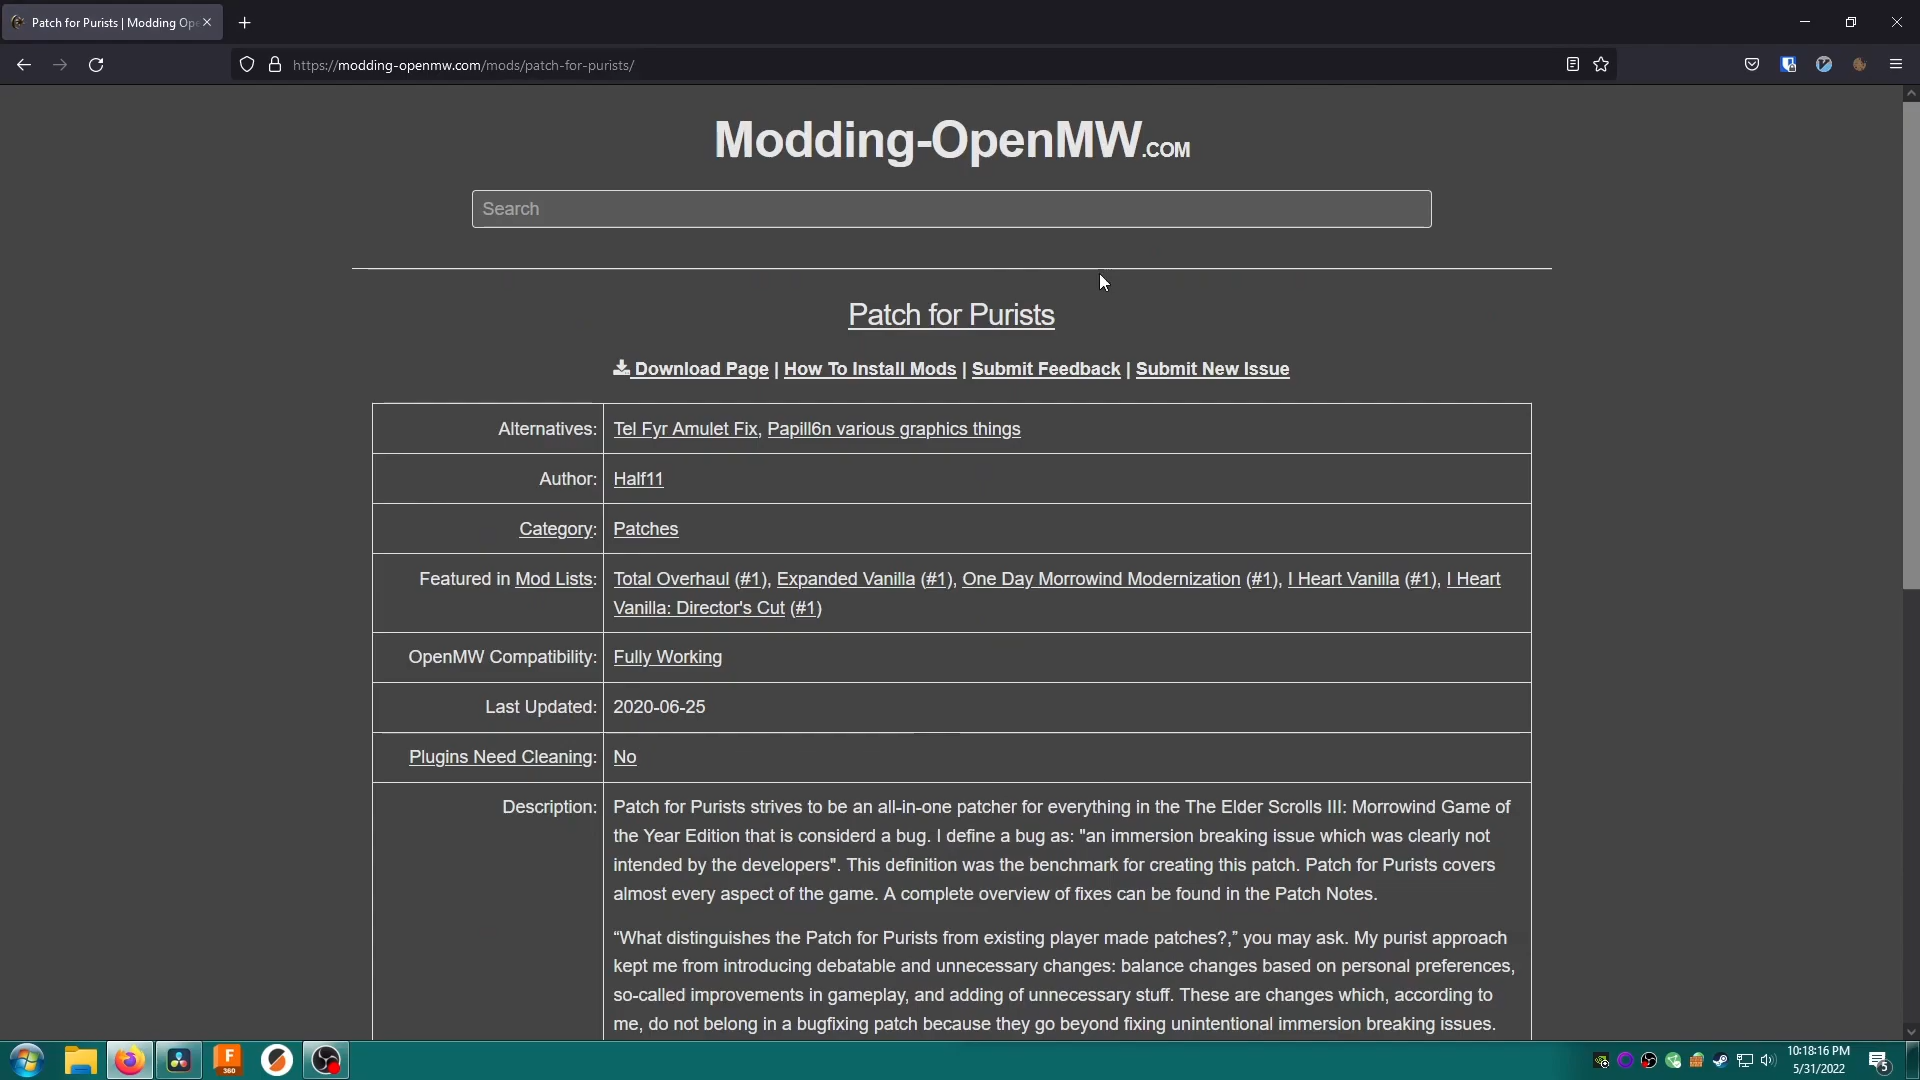 Patch for Purists | Modding Ope
https://modding-openmw.com/mods/patch-for-purists/
Modding-OpenMW.COM
Search
Patch for Purists
Download Page | How To Install Mods | Submit Feedback | Submit New Issue
Alternatives: Tel Fyr Amulet Fix, Papill6n various graphics things
Author: Half11
Category: Patches
Featured in Mod Lists: Total Overhaul (#1), Expanded Vanilla (#1), One Day Morrowind Modernization (#1), I Heart Vanilla (#1), I Heart
Vanilla: Director's Cut (#1)
OpenMW Compatibility: Fully Working
Last Updated: 2020-06-25
Plugins Need Cleaning: No
Description: Patch for Purists strives to be an all-in-one patcher for everything in the The Elder Scrolls III: Morrowind Game of
the Year Edition that is considerd a bug. I define a bug as: "an immersion breaking issue which was clearly not
intended by the developers". This definition was the benchmark for creating this patch. Patch for Purists covers
almost every aspect of the game. A complete overview of fixes can be found in the Patch Notes.
“What distinguishes the Patch for Purists from existing player made patches?,” you may ask. My purist approach
kept me from introducing debatable and unnecessary changes: balance changes based on personal preferences,
so-called improvements in gameplay, and adding of unnecessary stuff. These are changes which, according to
me, do not belong in a bugfixing patch because they go beyond fixing unintentional immersion breaking issues.
F
360
10:18:16 PM
5/31/2022
5